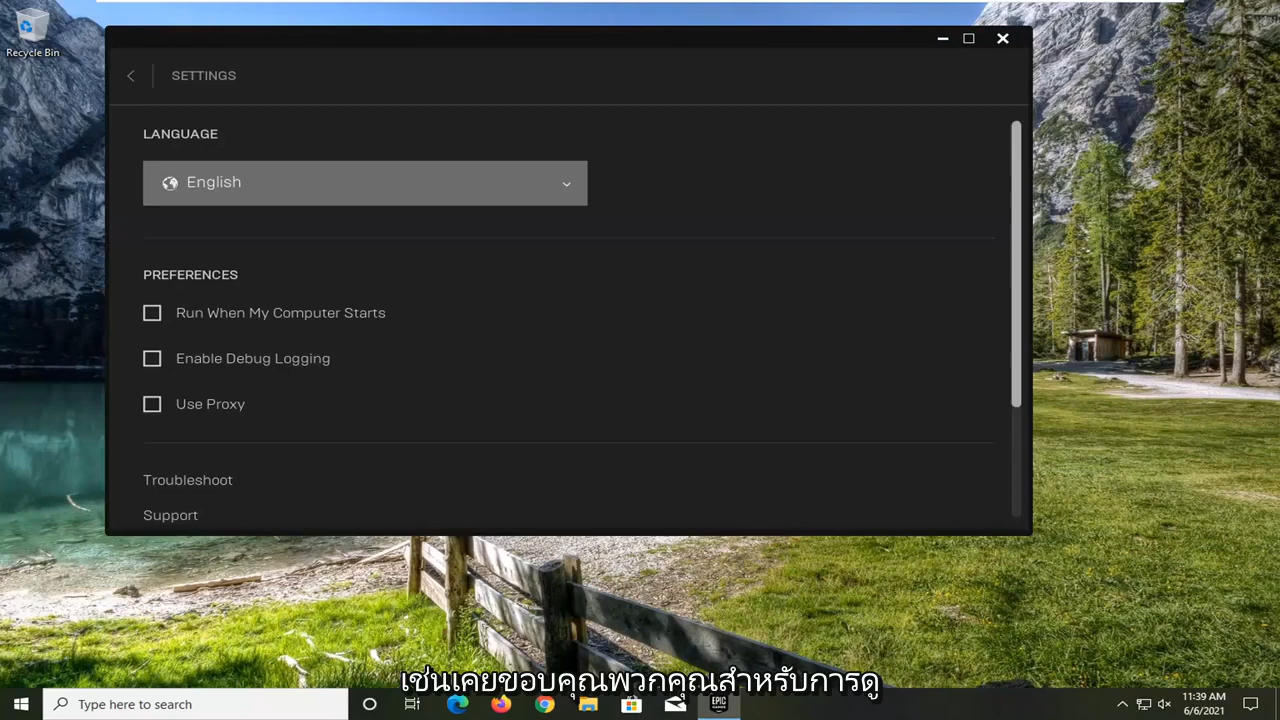 Recycle Bin
SETTINGS
LANGUAGE
English
PREFERENCES
Run When My Computer Starts
Enable Debug Logging
Use Proxy
Troubleshoot
Support
เช่นเคยขอบคุณพวกคุณสำหรับการดู
Type here to search
EPIC
GAMES
11:39 AM
6/6/2021